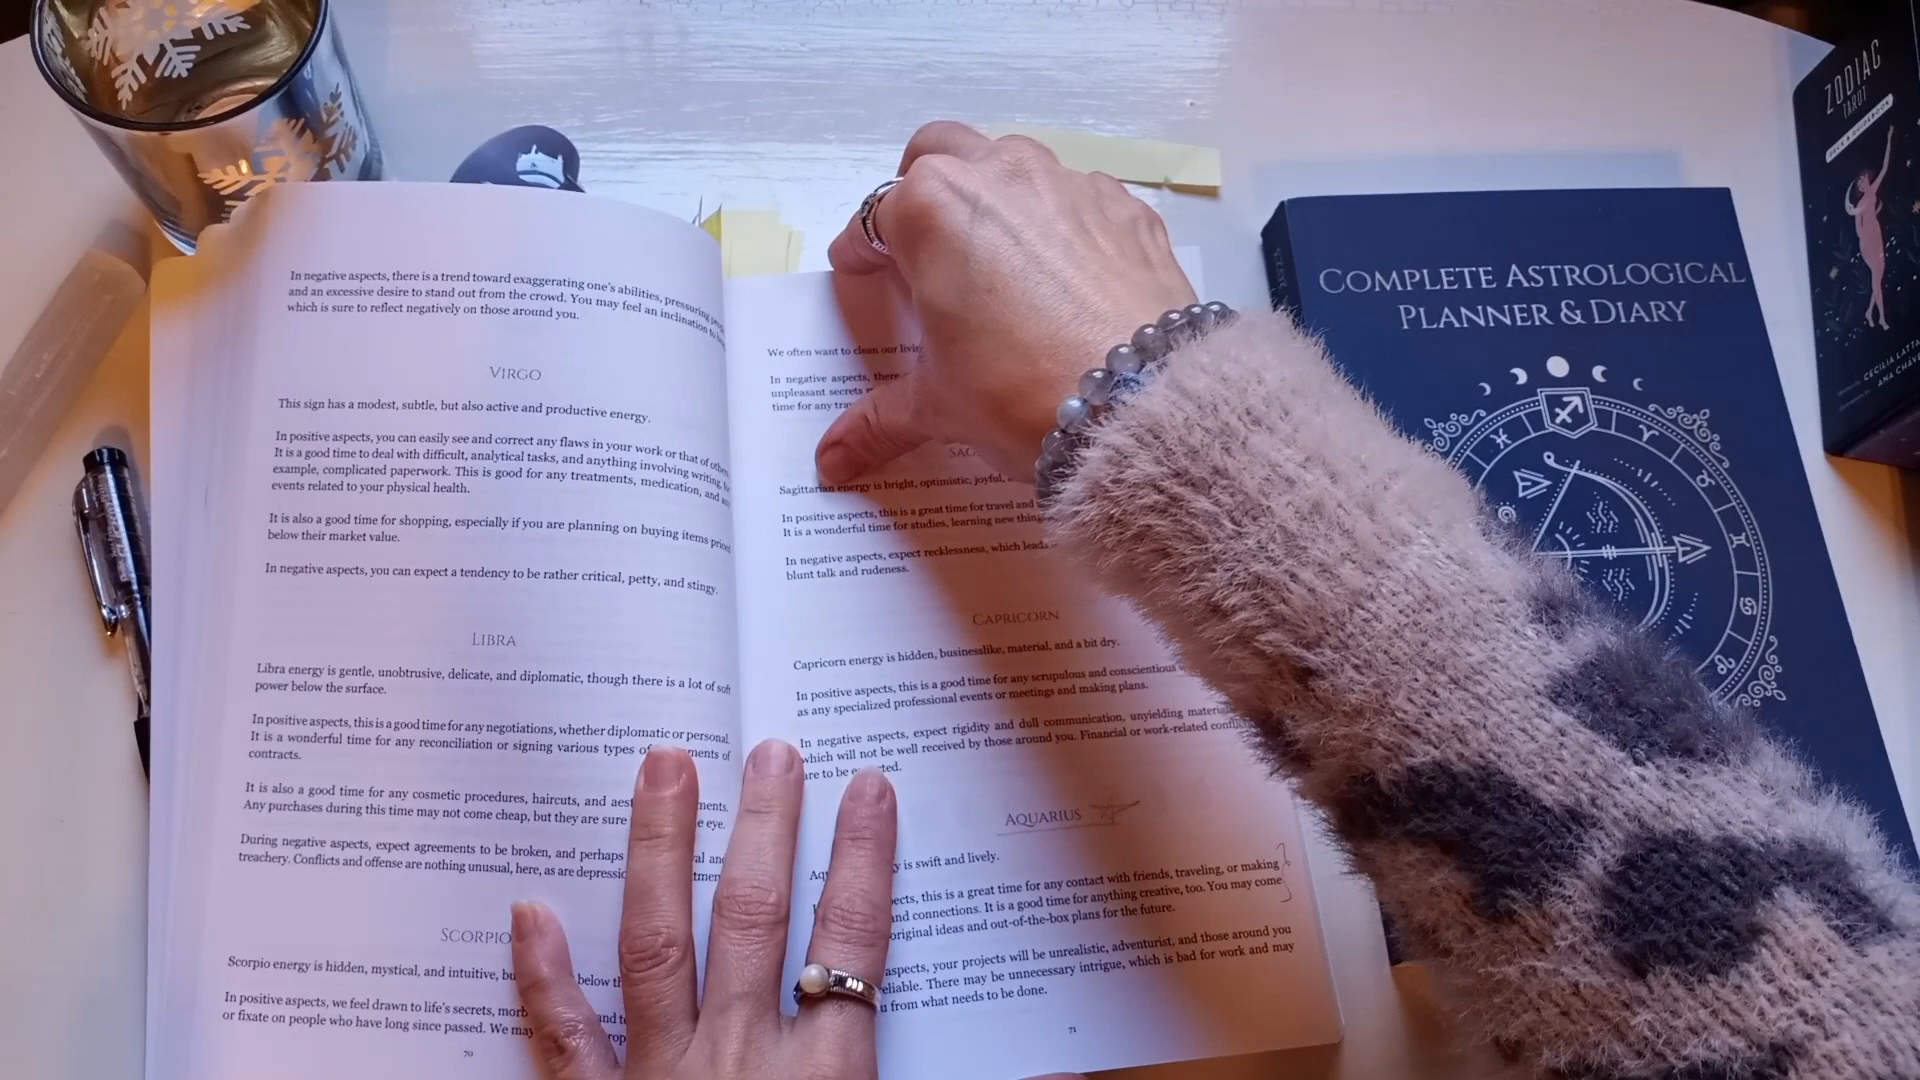 In negative aspects, there is a trend toward exaggerating one's abilities, pressuring
and an excessive desire to stand out from the crowd. You may feel an inclination to
which is sure to reflect negatively on those around you.
VIRGO
This sign has a modest, subtle, but also active and productive energy.
In positive aspects, you can easily see and correct any flaws in your work or that of
It is a good time to deal with difficult, analytical tasks, and anything involving writing,
example, complicated paperwork. This is good for any treatments, medication, and
events related to your physical health.
It is also a good time for shopping, especially if you are planning on buying items priced
below their market value.
In negative aspects, you can expect a tendency to be rather critical, petty, and stingy.
LIBRA
Libra energy is gentle, unobtrusive, delicate, and diplomatic, though there is a lot of soft
power below the surface.
In positive aspects, this is a good time for any negotiations, whether diplomatic or personal.
It is a wonderful time for any reconciliation or signing various types of
contracts.
It is also a good time for any cosmetic procedures, haircuts, and
Any purchases during this time may not come cheap, but they are sure eye.
During negative aspects, expect agreements to be broken, and perhaps
treachery. Conflicts and offense are nothing unusual, here, as are
SCORPIO
Scorpio energy is hidden, mystical, and intuitive, below
In positive aspects, we feel drawn to life's secrets, and
or fixate on people who have long since passed. We may
70
We often want to clean our
In negative aspects, there
unpleasant secrets
time for any
Sagittarian energy is bright, optimistic, joyful,
In positive aspects, this is a great time for travel and
It is a wonderful time for studies, learning new
In negative aspects, expect recklessness, which leads
blunt talk and rudeness.
CAPRICORN
Capricorn energy is hidden, businesslike, material, and a bit dry.
In positive aspects, this is a good time for any scrupulous and conscientious
as any specialized professional events or meetings and making plans.
In negative aspects, expect rigidity and dull communication, unyielding
which will not be well received by those around you. Financial or work-related
are to be
AQUARIUS
is swift and lively.
this is a great time for any contact with friends, traveling, or making
and connections. It is a good time for anything creative, too. You may come
original ideas and out-of-the-box plans for the future.
aspects, your projects will be unrealistic, adventurist, and those around you
There may be unnecessary intrigue, which is bad for work and may
from what needs to be done.
71
COMPLETE ASTROLOGICAL
PLANNER & DIARY
ZODIAC
TAROT
DECK & GUIDEBOOK
CECILIA
ANA